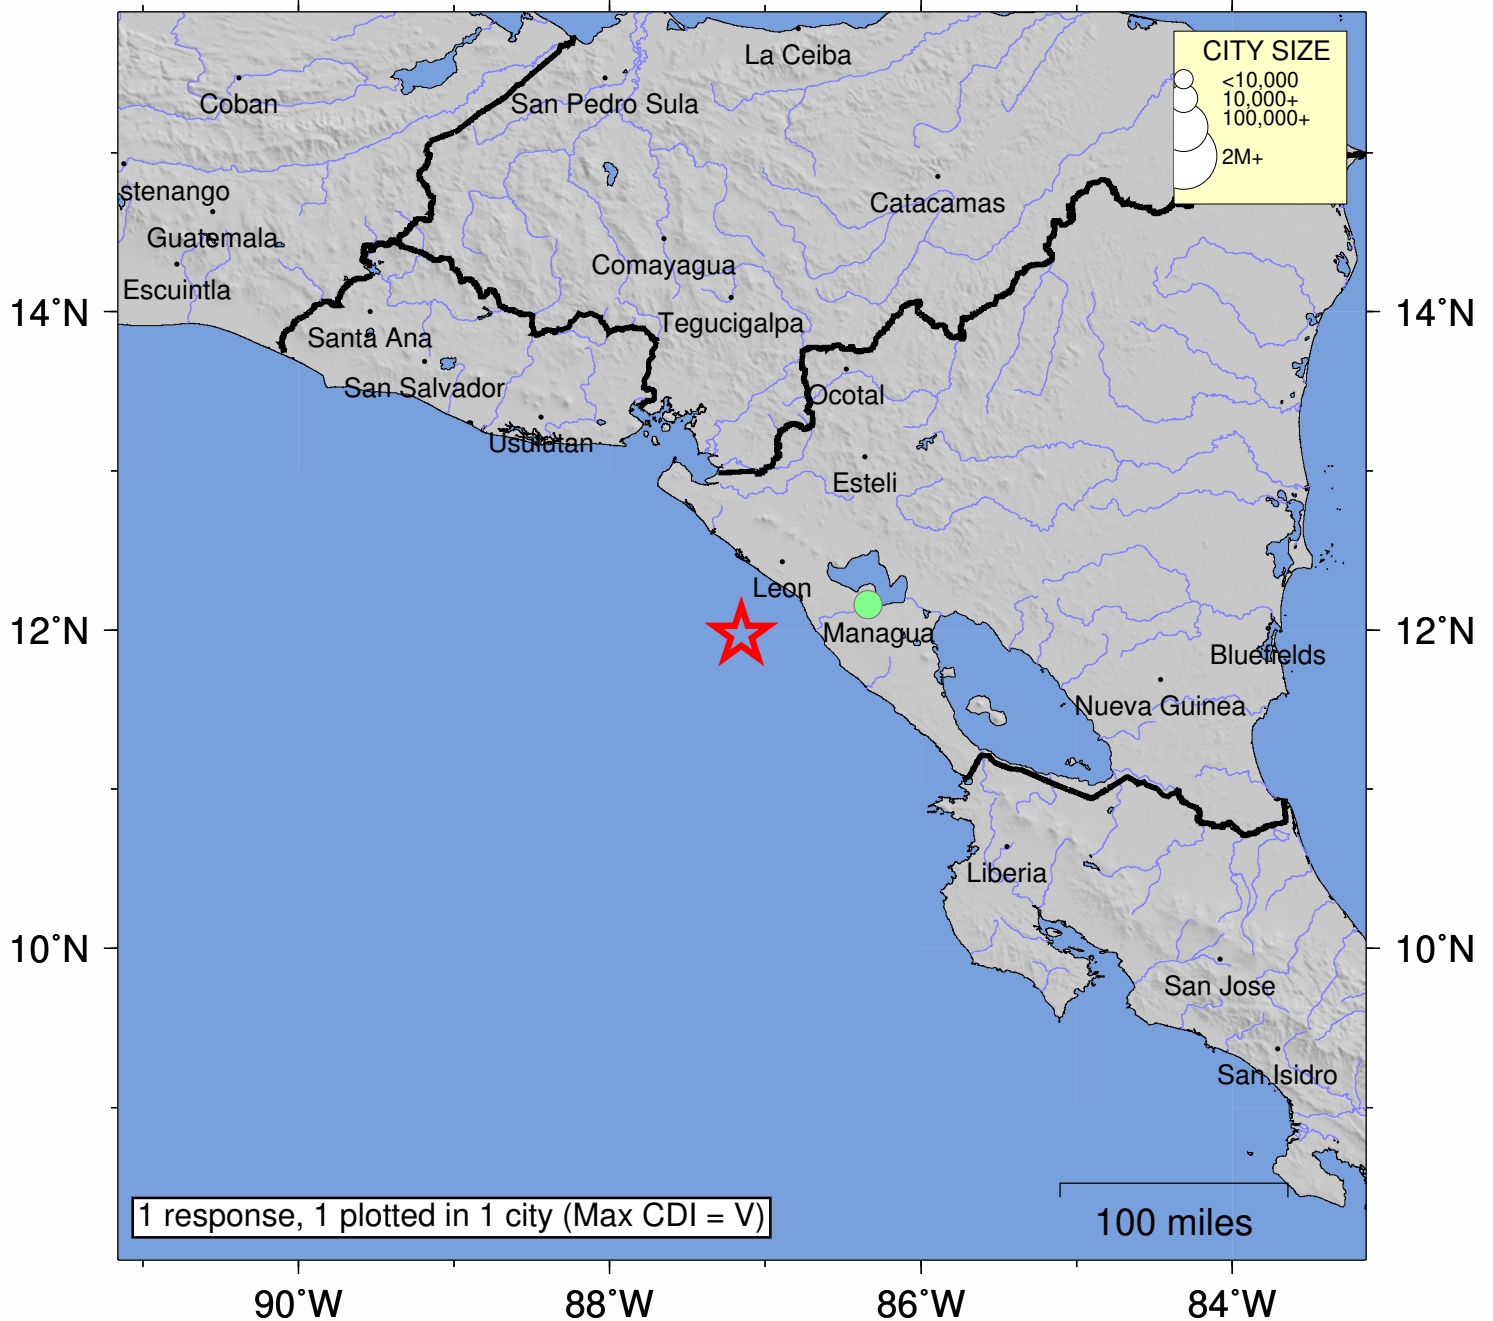 La Ceiba
CITY SIZE
<10,000
10,000+
100,000+
2M+
Coban
San Pedro Sula
stenango
Catacamas
Guatemala
Comayagua
Escuintla
14°N
Santa Ana
Tegucigalpa
14°N
San Salvador
Ocotal
Usulutan
Esteli
Leon
12°N
Managua
12°N
Bluefields
Nueva Guinea
Liberia
10°N
10°N
San Jose
San Isidro
1 response, 1 plotted in 1 city (Max CDI = V)
100 miles
90°W
88°W
86°W
84°W